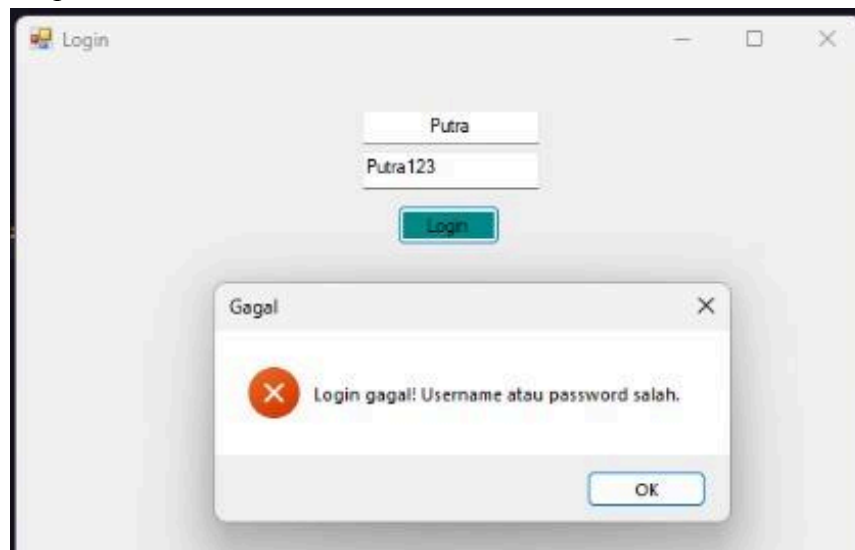 Login
Putra
Putra123
Login
Gagal
Login gagal! Username atau password salah.
OK